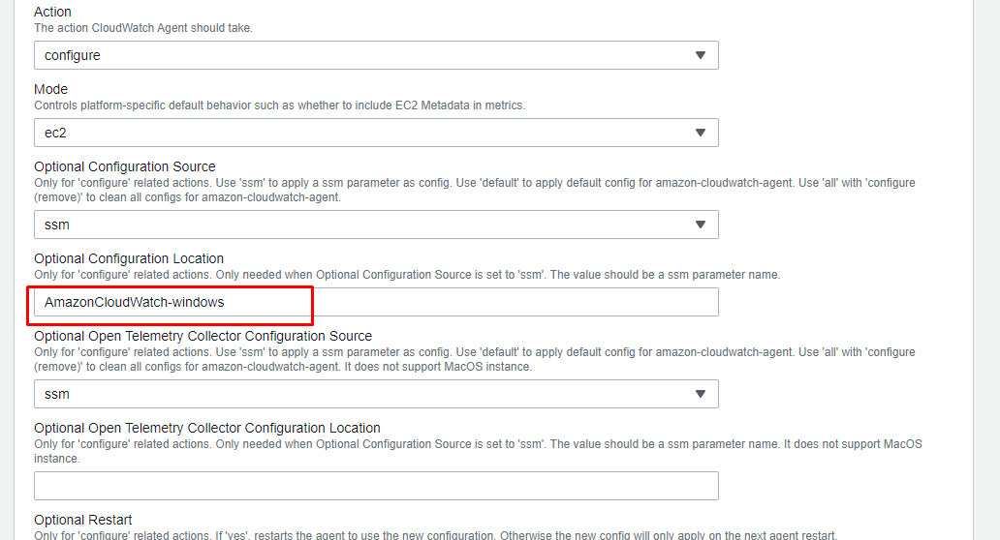 Action
The action CloudWatch Agent should take.
configure
Mode
Controls platform-specific default behavior such as whether to include EC2 Metadata in metrics.
ec2
Optional Configuration Source
Only for 'configure' related actions. Use 'ssm' to apply a ssm parameter as config. Use 'default' to apply default config for amazon-cloudwatch-agent. Use 'all' with 'configure
(remove)' to clean all configs for amazon-cloudwatch-agent.
ssm
Optional Configuration Location
Only for 'configure' related actions. Only needed when Optional Configuration Source is set to 'ssm'. The value should be a ssm parameter name.
AmazonCloudWatch-windows
Optional Open Telemetry Collector Configuration Source
Only for 'configure' related actions. Use 'ssm' to apply a ssm parameter as config. Use 'default' to apply default config for amazon-cloudwatch-agent. Use 'all' with 'configure
(remove)' to clean all configs for amazon-cloudwatch-agent. It does not support MacOS instance.
ssm
Optional Open Telemetry Collector Configuration Location
Only for 'configure' related actions. Only needed when Optional Configuration Source is set to 'ssm'. The value should be a ssm parameter name. It does not support MacOS
instance.
Optional Restart
Only for 'configure' related actions. If 'yes', restarts the agent to use the new configuration. Otherwise the new config will only apply on the next agent restart.